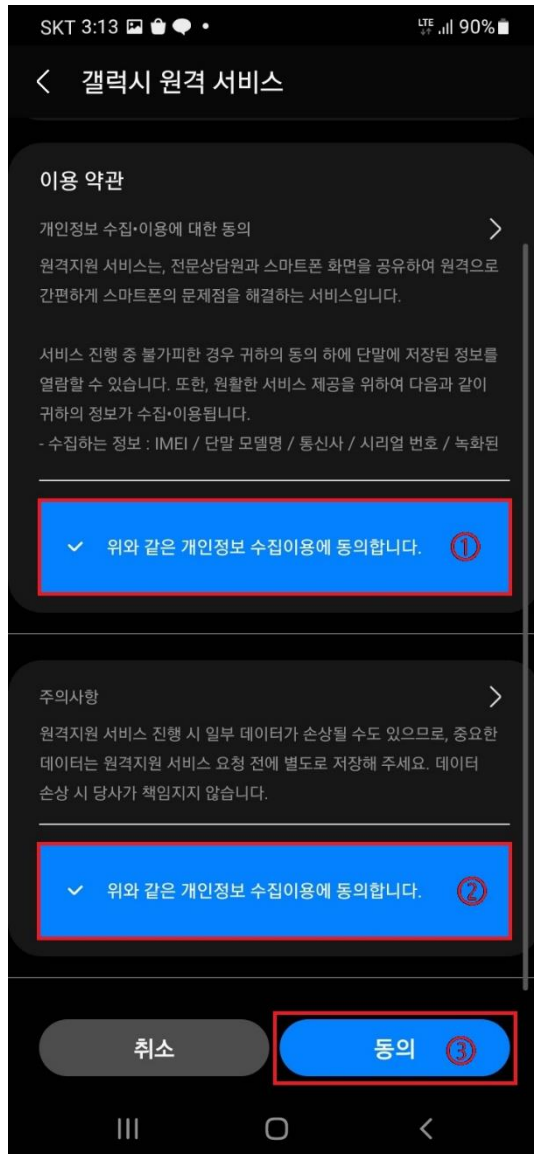 SKT 3:13 LTE 90%
갤럭시 원격 서비스
이용 약관
개인정보 수집•이용에 대한 동의
원격지원 서비스는, 전문상담원과 스마트폰 화면을 공유하여 원격으로
간편하게 스마트폰의 문제점을 해결하는 서비스입니다.
서비스 진행 중 불가피한 경우 귀하의 동의 하에 단말에 저장된 정보를
열람할 수 있습니다. 또한, 원활한 서비스 제공을 위하여 다음과 같이
귀하의 정보가 수집•이용됩니다.
- 수집하는 정보 : IMEI / 단말 모델명 / 통신사 / 시리얼 번호 / 녹화된
위와 같은 개인정보 수집이용에 동의합니다. ①
주의사항
원격지원 서비스 진행 시 일부 데이터가 손상될 수도 있으므로, 중요한
데이터는 원격지원 서비스 요청 전에 별도로 저장해 주세요. 데이터
손상 시 당사가 책임지지 않습니다.
위와 같은 개인정보 수집이용에 동의합니다. ②
취소 동의 ③